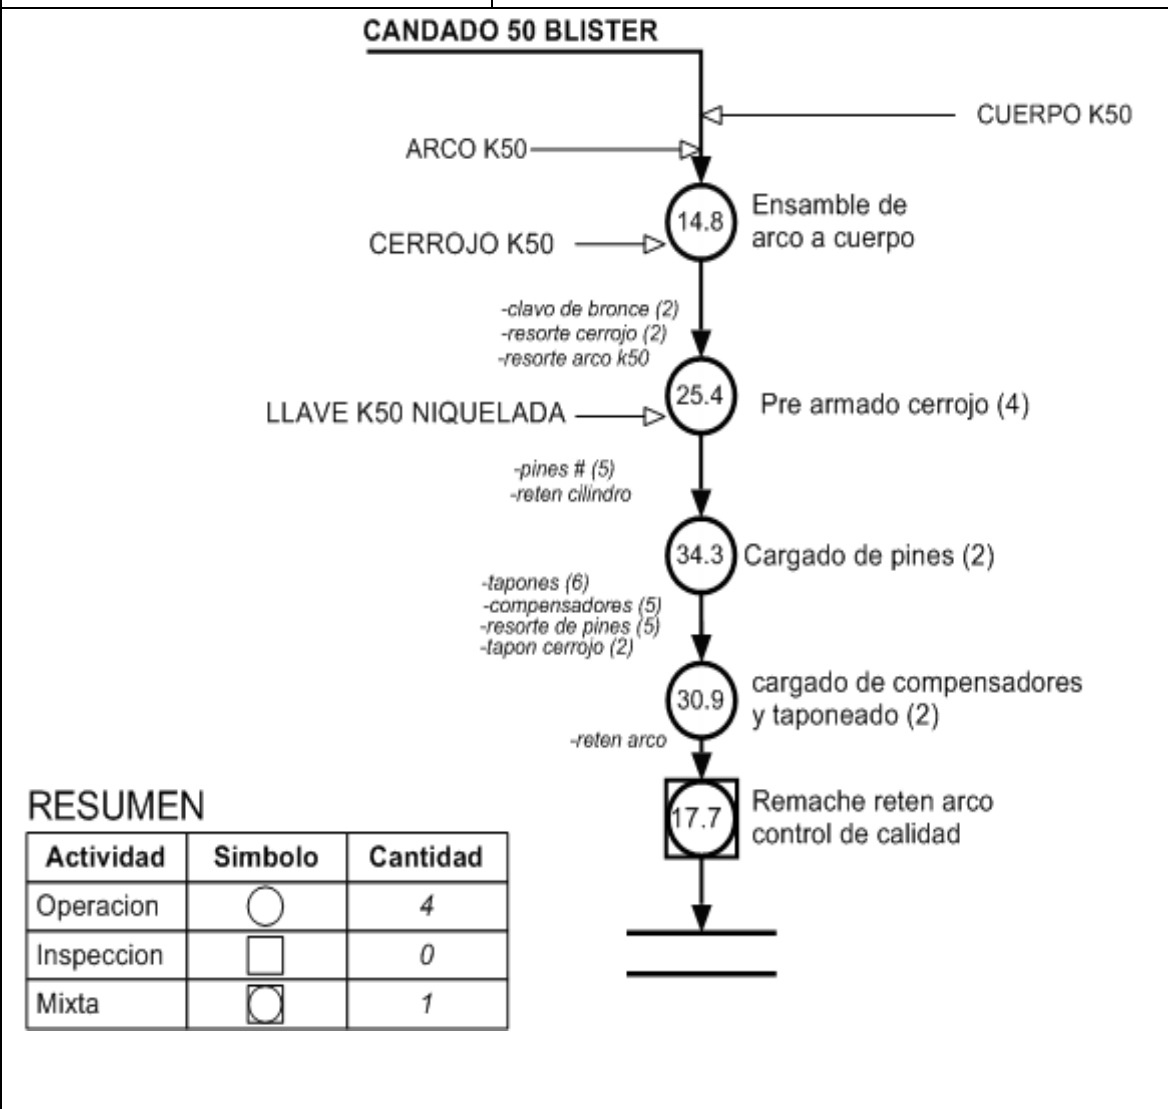 CANDADO 50 BLISTER
CUERPO K50
ARCO K50
14.8
Ensamble de
arco a cuerpo
CERROJO K50
-clavo de bronce (2)
-resorte cerrojo (2)
-resorte arco k50
25.4
Pre armado cerrojo (4)
LLAVE K50 NIQUELADA
-pines # (5)
-reten cilindro
34.3
Cargado de pines (2)
-tapones (6)
-compensadores (5)
-resorte de pines (5)
-tapon cerrojo (2)
30.9
cargado de compensadores
y taponeado (2)
-reten arco
17.7
Remache reten arco
control de calidad
RESUMEN
Actividad Simbolo Cantidad
Operacion 4
Inspeccion 0
Mixta 1